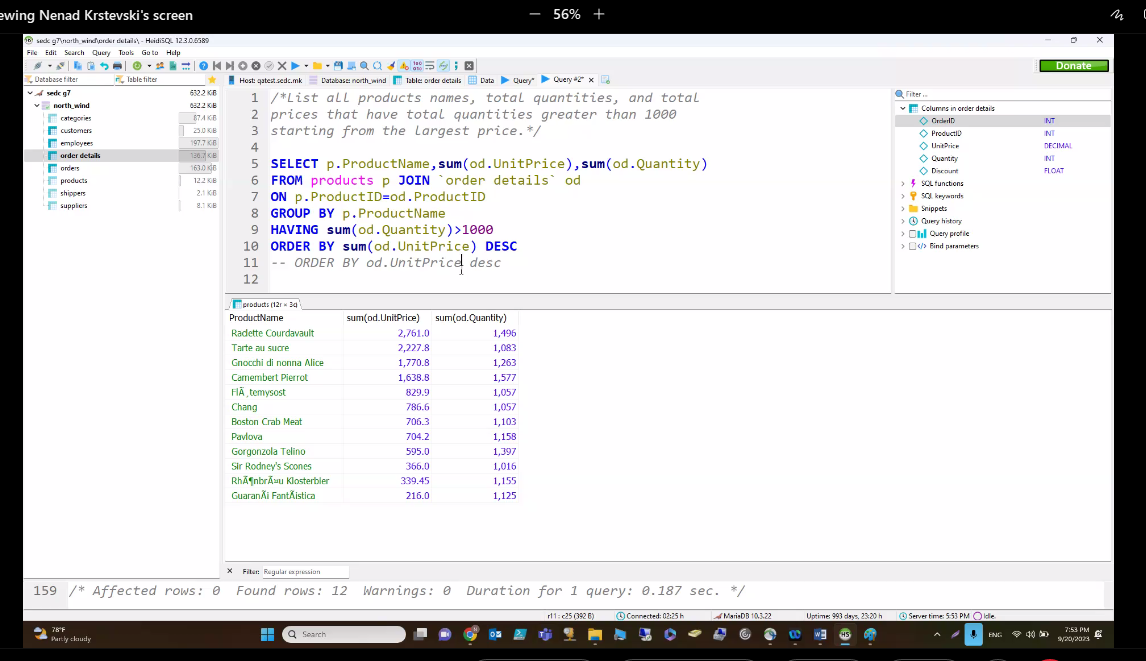 ewing Nenad Krstevski's screen
56%
sedc g7\north_wind\order details\ - HeidiSQL 12.3.0.6589
File Edit Search Query Tools Go to Help
Donate
Database filter
Table filter
Host: qatest.sedc.mk
Database: north_wind
Table: order details
Data
Query*
Query #2*
sedc g7 632.2 KiB
north_wind 632.2 KiB
categories 87.4 KiB
customers 25.0 KiB
employees 197.7 KiB
order details
orders 163.0 KiB
products 12.2 KiB
shippers 2.1 KiB
suppliers 8.1 KiB
1 /*List all products names, total quantities, and total
2 prices that have total quantities greater than 1000
3 starting from the largest price.*/
4
5 SELECT p.ProductName,sum(od.UnitPrice),sum(od.Quantity)
6 FROM products p JOIN `order details` od
7 ON p.ProductID=od.ProductID
8 GROUP BY p.ProductName
9 HAVING sum(od.Quantity)>1000
10 ORDER BY sum(od.UnitPrice) DESC
11 -- ORDER BY od.UnitPrice desc
12
Filter ...
Columns in order details
OrderID INT
ProductID INT
UnitPrice DECIMAL
Quantity INT
Discount FLOAT
SQL functions
SQL keywords
Snippets
Query history
Query profile
Bind parameters
products (12r × 3c)
ProductName sum(od.UnitPrice) sum(od.Quantity)
Radette Courdavault 2,761.0 1,496
Tarte au sucre 2,227.8 1,083
Gnocchi di nonna Alice 1,770.8 1,263
Camembert Pierrot 1,638.8 1,577
FlÃ¸temysost 829.9 1,057
Chang 786.6 1,057
Boston Crab Meat 706.3 1,103
Pavlova 704.2 1,158
Gorgonzola Telino 595.0 1,397
Sir Rodney's Scones 366.0 1,016
RhÃ¶nbrÃ¤u Klosterbier 339.45 1,155
GuaranÃ¡ FantÃ¡stica 216.0 1,125
Filter: Regular expression
159 /* Affected rows: 0 Found rows: 12 Warnings: 0 Duration for 1 query: 0.187 sec. */
r11 : c25 (392 B)
Connected: 02:25 h
MariaDB 10.3.22
Uptime: 993 days, 23:20 h
Server time: 5:53 PM
Idle.
78°F
Partly cloudy
Search
ENG
7:53 PM
9/20/2023